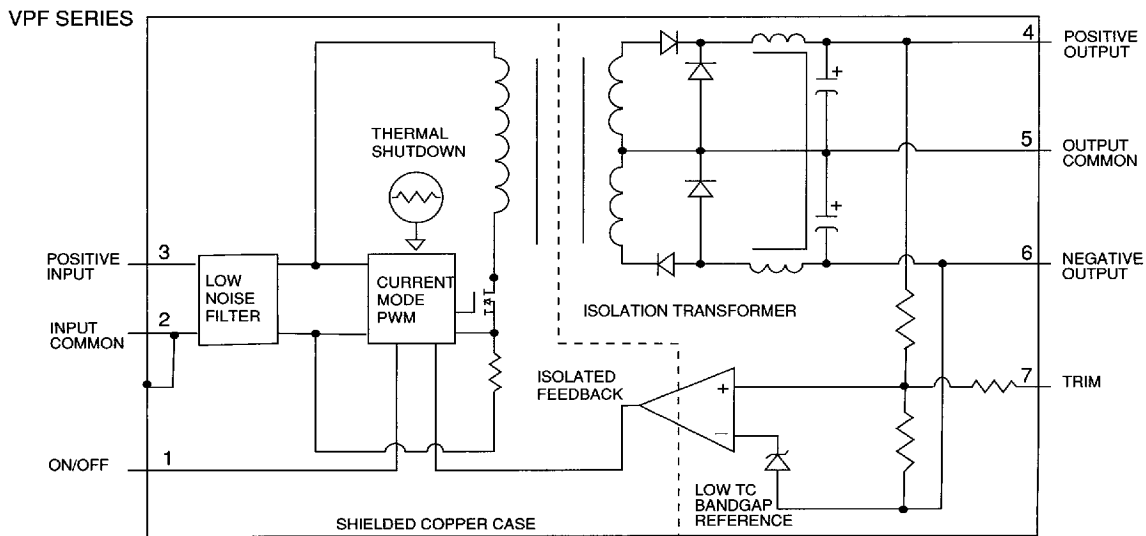 VPF SERIES
4
POSITIVE
OUTPUT
+
THERMAL
SHUTDOWN
5
OUTPUT
COMMON
+
POSITIVE
INPUT
3
LOW
NOISE
FILTER
CURRENT
MODE
PWM
6
NEGATIVE
OUTPUT
ISOLATION TRANSFORMER
INPUT
COMMON
2
ISOLATED
FEEDBACK
+
−
7
TRIM
ON/OFF
1
LOW TC
BANDGAP
REFERENCE
SHIELDED COPPER CASE